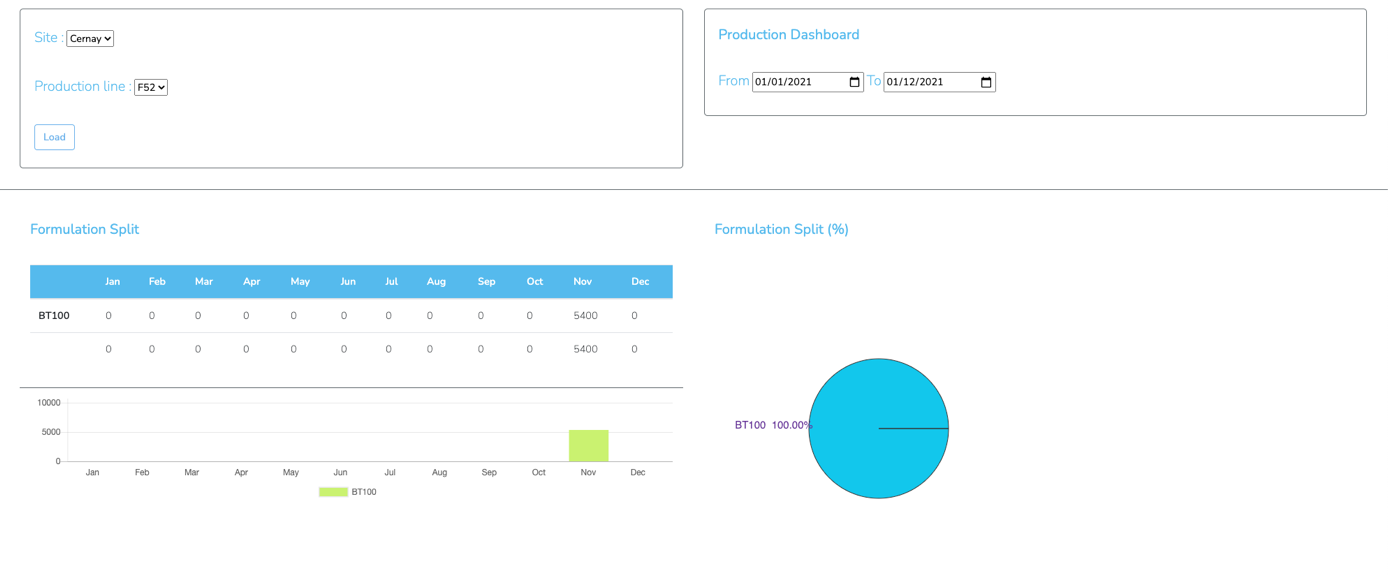 Site : Cernay
Production line : F52
Load
Production Dashboard
From 01/01/2021 To 01/12/2021
Formulation Split
Jan Feb Mar Apr May Jun Jul Aug Sep Oct Nov Dec
BT100 0 0 0 0 0 0 0 0 0 0 5400 0
0 0 0 0 0 0 0 0 0 0 5400 0
10000
5000
0
Jan Feb Mar Apr May Jun Jul Aug Sep Oct Nov Dec
BT100
Formulation Split (%)
BT100 100.00%